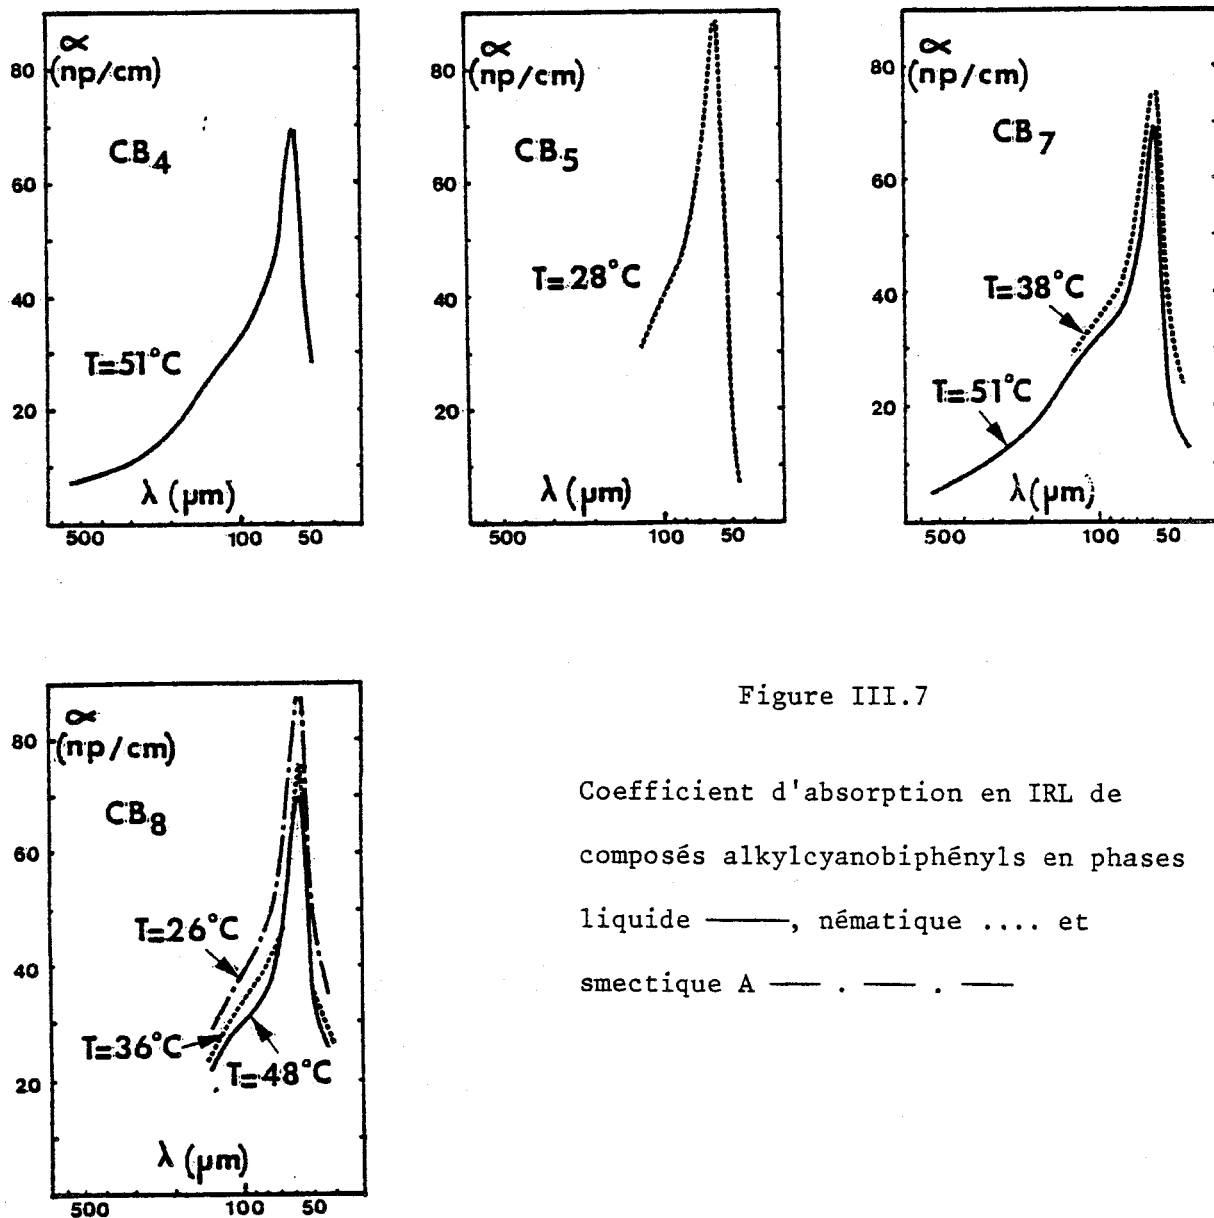 ∝
(np/cm)
80
60
40
20
CB4
T=51°C
λ (μm)
500 100 50
∝
(np/cm)
80
60
40
20
CB5
T=28°C
λ (μm)
500 100 50
∝
(np/cm)
80
60
40
20
CB7
T=38°C
T=51°C
λ (μm)
500 100 50
∝
(np/cm)
80
60
40
20
CB8
T=26°C
T=36°C
T=48°C
λ (μm)
500 100 50
Figure III.7
Coefficient d'absorption en IRL de
composés alkylcyanobiphényls en phases
liquide ———, nématique .... et
smectique A — . — . —